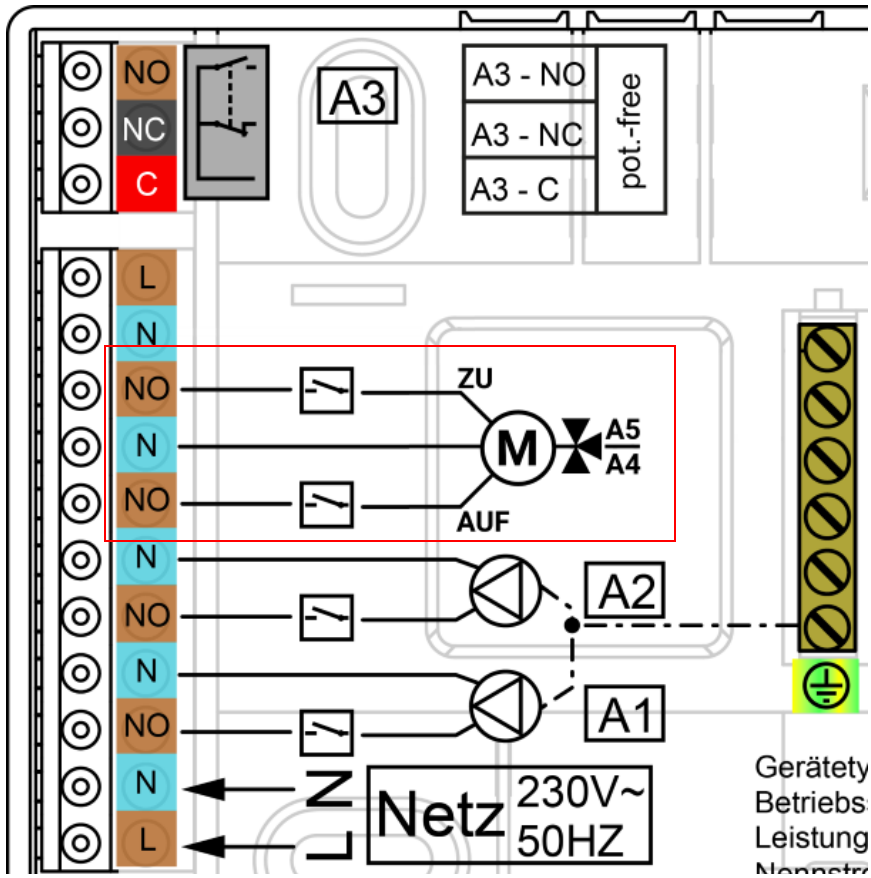 NO
A3
A3 - NO
pot.-free
NC
A3 - NC
C
A3 - C
L
N
NO
ZU
N
M
A5
A4
NO
AUF
N
A2
NO
N
A1
NO
N
N
Netz
230V~
50HZ
L
L
Gerätety
Betriebs
Leistung
Nennstro